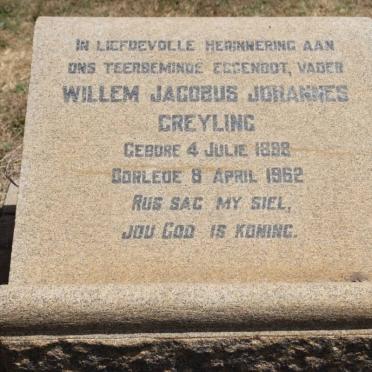 IN LIEFDEVOLLE HERINNERING AAN
ONS TEERBEMINDE EGGENOOT, VADER
WILLEM JACOBUS JOHANNES
GREYLING
GEBORE 4 JULIE 1898
OORLEDE 8 APRIL 1962
RUS SAG MY SIEL,
JOU GOD IS KONING.